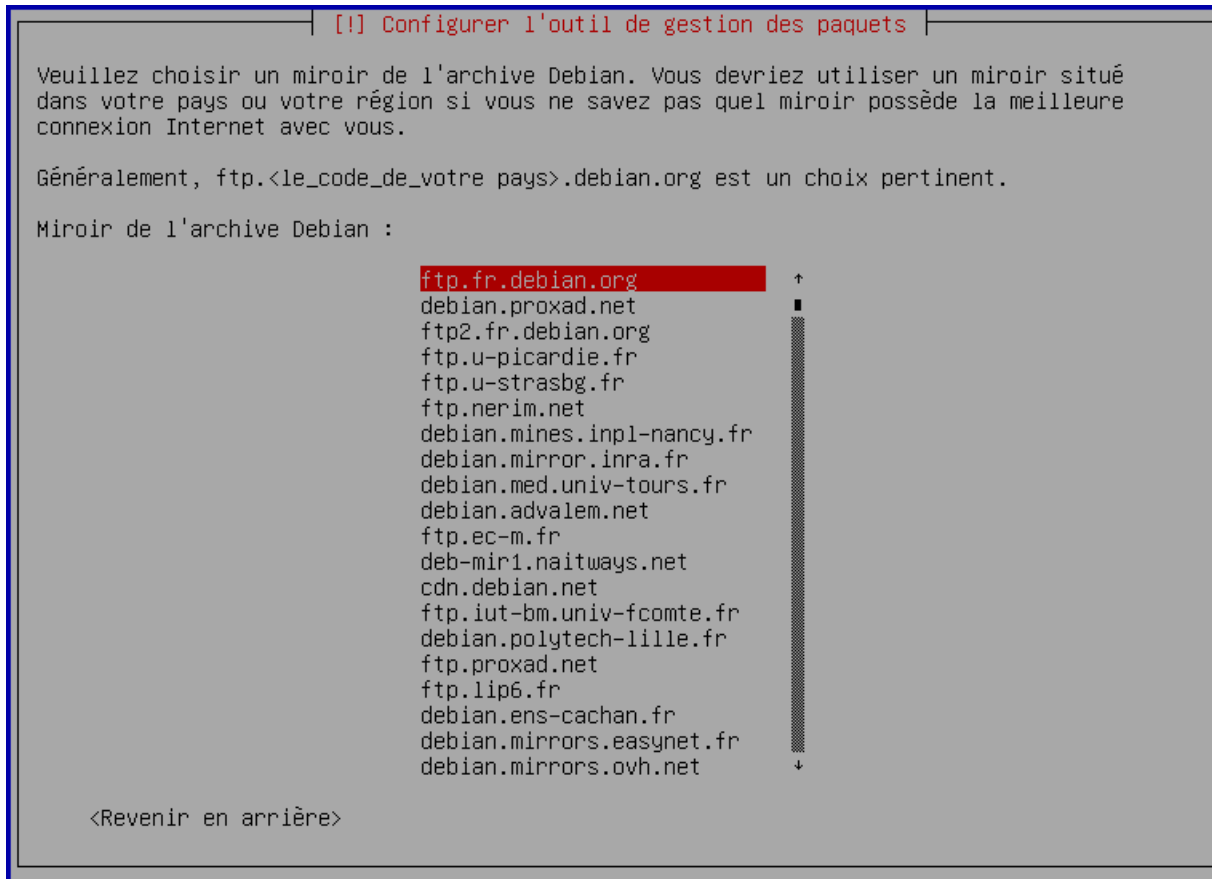 [!] Configurer l'outil de gestion des paquets
Veuillez choisir un miroir de l'archive Debian. Vous devriez utiliser un miroir situé
dans votre pays ou votre région si vous ne savez pas quel miroir possède la meilleure
connexion Internet avec vous.
Généralement, ftp.<le_code_de_votre pays>.debian.org est un choix pertinent.
Miroir de l'archive Debian :
ftp.fr.debian.org
debian.proxad.net
ftp2.fr.debian.org
ftp.u-picardie.fr
ftp.u-strasbg.fr
ftp.nerim.net
debian.mines.inpl-nancy.fr
debian.mirror.inra.fr
debian.med.univ-tours.fr
debian.advalem.net
ftp.ec-m.fr
deb-mir1.naitways.net
cdn.debian.net
ftp.iut-bm.univ-fcomte.fr
debian.polytech-lille.fr
ftp.proxad.net
ftp.lip6.fr
debian.ens-cachan.fr
debian.mirrors.easynet.fr
debian.mirrors.ovh.net
<Revenir en arrière>